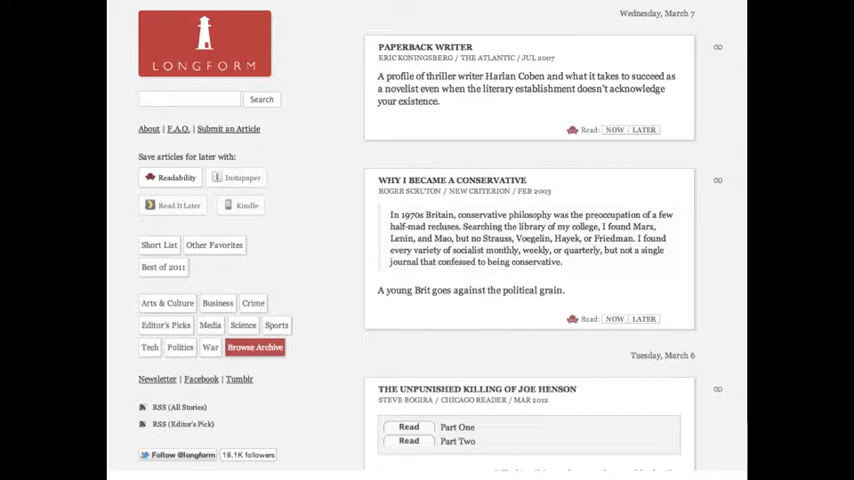 LONGFORM
Search
About | F.A.Q. | Submit an Article
Save articles for later with:
Readability
Instapaper
Read It Later
Kindle
Short List
Other Favorites
Best of 2011
Arts & Culture
Business
Crime
Editor's Picks
Media
Science
Sports
Tech
Politics
War
Browse Archive
Newsletter | Facebook | Tumblr
RSS (All Stories)
RSS (Editor's Pick)
Follow @longform
18.1K followers
Wednesday, March 7
PAPERBACK WRITER
ERIC KONINGSBERG / THE ATLANTIC / JUL 2007
A profile of thriller writer Harlan Coben and what it takes to succeed as
a novelist even when the literary establishment doesn't acknowledge
your existence.
Read: NOW LATER
WHY I BECAME A CONSERVATIVE
ROGER SCRUTON / NEW CRITERION / FEB 2003
In 1970s Britain, conservative philosophy was the preoccupation of a few
half-mad recluses. Searching the library of my college, I found Marx,
Lenin, and Mao, but no Strauss, Voegelin, Hayek, or Friedman. I found
every variety of socialist monthly, weekly, or quarterly, but not a single
journal that confessed to being conservative.
A young Brit goes against the political grain.
Read: NOW LATER
Tuesday, March 6
THE UNPUNISHED KILLING OF JOE HENSON
STEVE BOGIRA / CHICAGO READER / MAR 2012
Read Part One
Read Part Two